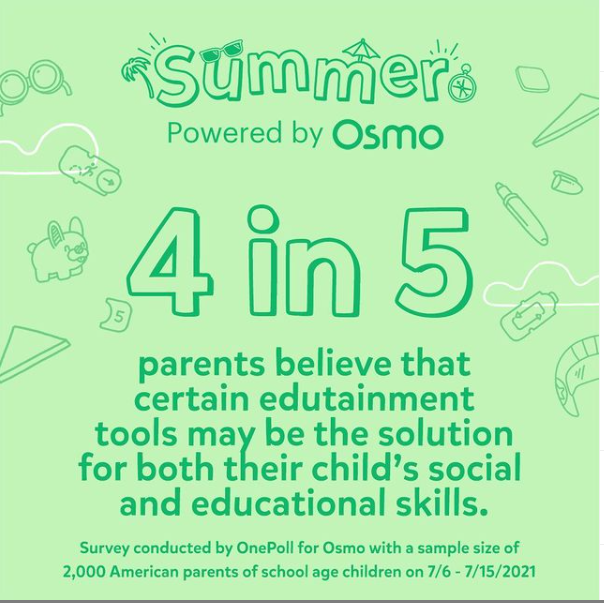 Summer
Powered by Osmo
4 in 5
5
parents believe that
certain edutainment
tools may be the solution
for both their child's social
and educational skills.
Survey conducted by OnePoll for Osmo with a sample size of
2,000 American parents of school age children on 7/6 - 7/15/2021